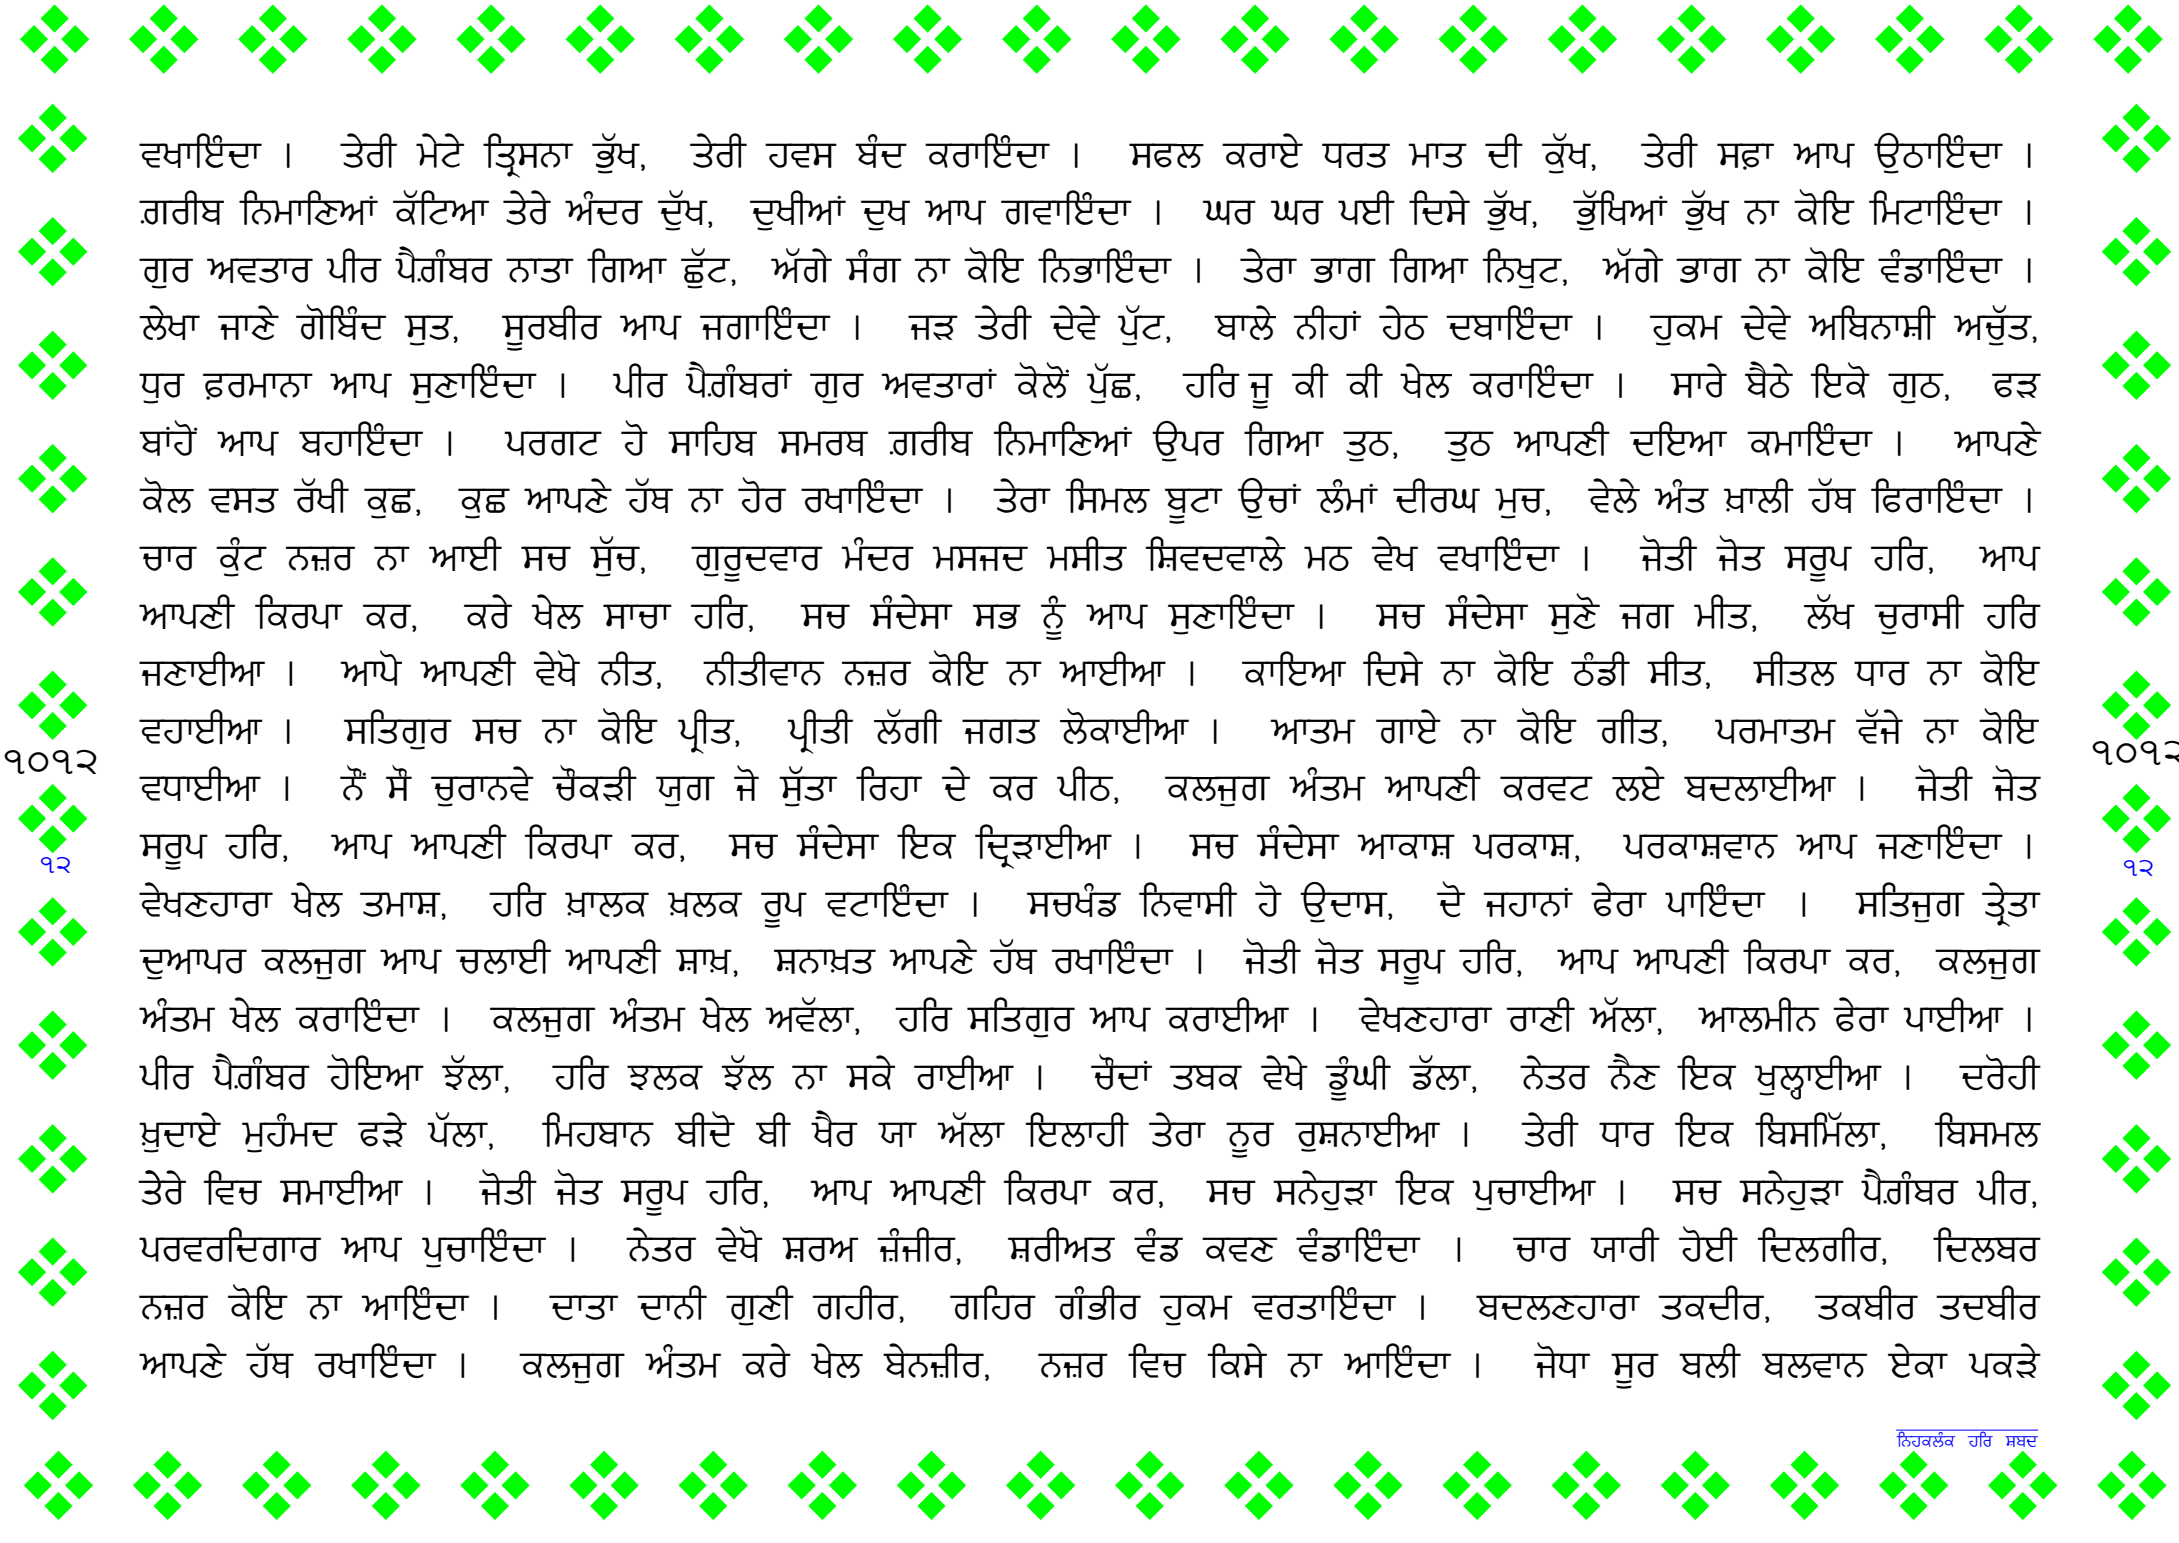 ਵਖਾਇੰਦਾ । ਤੇਰੀ ਮੇਟੇ ਤ੍ਰਿਸਨਾ ਭੁੱਖ, ਤੇਰੀ ਹਵਸ ਬੰਦ ਕਰਾਇੰਦਾ । ਸਫਲ ਕਰਾਏ ਧਰਤ ਮਾਤ ਦੀ ਕੁੱਖ, ਤੇਰੀ ਸਫ਼ਾ ਆਪ ਉਠਾਇੰਦਾ ।
ਗ਼ਰੀਬ ਨਿਮਾਣਿਆਂ ਕੱਟਿਆ ਤੇਰੇ ਅੰਦਰ ਦੁੱਖ, ਦੁਖੀਆਂ ਦੁਖ ਆਪ ਗਵਾਇੰਦਾ । ਘਰ ਘਰ ਪਈ ਦਿਸੇ ਭੁੱਖ, ਭੁੱਖਿਆਂ ਭੁੱਖ ਨਾ ਕੋਇ ਮਿਟਾਇੰਦਾ ।
ਗੁਰ ਅਵਤਾਰ ਪੀਰ ਪੈਗ਼ੰਬਰ ਨਾਤਾ ਗਿਆ ਛੁੱਟ, ਅੱਗੇ ਸੰਗ ਨਾ ਕੋਇ ਨਿਭਾਇੰਦਾ । ਤੇਰਾ ਭਾਗ ਗਿਆ ਨਿਖੁਟ, ਅੱਗੇ ਭਾਗ ਨਾ ਕੋਇ ਵੰਡਾਇੰਦਾ ।
ਲੇਖਾ ਜਾਣੇ ਗੋਬਿੰਦ ਸੁਤ, ਸੂਰਬੀਰ ਆਪ ਜਗਾਇੰਦਾ । ਜੜ ਤੇਰੀ ਦੇਵੇ ਪੁੱਟ, ਬਾਲੇ ਨੀਹਾਂ ਹੇਠ ਦਬਾਇੰਦਾ । ਹੁਕਮ ਦੇਵੇ ਅਬਿਨਾਸ਼ੀ ਅਚੁੱਤ,
ਧੁਰ ਫ਼ਰਮਾਨਾ ਆਪ ਸੁਣਾਇੰਦਾ । ਪੀਰ ਪੈਗ਼ੰਬਰਾਂ ਗੁਰ ਅਵਤਾਰਾਂ ਕੋਲੋਂ ਪੁੱਛ, ਹਰਿ ਜੂ ਕੀ ਕੀ ਖੇਲ ਕਰਾਇੰਦਾ । ਸਾਰੇ ਬੈਠੇ ਇਕੋ ਗੁਠ, ਫੜ
ਬਾਂਹੋਂ ਆਪ ਬਹਾਇੰਦਾ । ਪਰਗਟ ਹੋ ਸਾਹਿਬ ਸਮਰਥ ਗ਼ਰੀਬ ਨਿਮਾਣਿਆਂ ਉਪਰ ਗਿਆ ਤੁਠ, ਤੁਠ ਆਪਣੀ ਦਇਆ ਕਮਾਇੰਦਾ । ਆਪਣੇ
ਕੋਲ ਵਸਤ ਰੱਖੀ ਕੁਛ, ਕੁਛ ਆਪਣੇ ਹੱਥ ਨਾ ਹੋਰ ਰਖਾਇੰਦਾ । ਤੇਰਾ ਸਿਮਲ ਬੂਟਾ ਉਚਾਂ ਲੰਮਾਂ ਦੀਰਘ ਮੁਚ, ਵੇਲੇ ਅੰਤ ਖ਼ਾਲੀ ਹੱਥ ਫਿਰਾਇੰਦਾ ।
ਚਾਰ ਕੁੰਟ ਨਜ਼ਰ ਨਾ ਆਈ ਸਚ ਸੁੱਚ, ਗੁਰੂਦਵਾਰ ਮੰਦਰ ਮਸਜਦ ਮਸੀਤ ਸ਼ਿਵਦਵਾਲੇ ਮਠ ਵੇਖ ਵਖਾਇੰਦਾ । ਜੋਤੀ ਜੋਤ ਸਰੂਪ ਹਰਿ, ਆਪ
ਆਪਣੀ ਕਿਰਪਾ ਕਰ, ਕਰੇ ਖੇਲ ਸਾਚਾ ਹਰਿ, ਸਚ ਸੰਦੇਸਾ ਸਭ ਨੂੰ ਆਪ ਸੁਣਾਇੰਦਾ । ਸਚ ਸੰਦੇਸਾ ਸੁਣੋ ਜਗ ਮੀਤ, ਲੱਖ ਚੁਰਾਸੀ ਹਰਿ
ਜਣਾਈਆ । ਆਪੋ ਆਪਣੀ ਵੇਖੋ ਨੀਤ, ਨੀਤੀਵਾਨ ਨਜ਼ਰ ਕੋਇ ਨਾ ਆਈਆ । ਕਾਇਆ ਦਿਸੇ ਨਾ ਕੋਇ ਠੰਡੀ ਸੀਤ, ਸੀਤਲ ਧਾਰ ਨਾ ਕੋਇ
ਵਹਾਈਆ । ਸਤਿਗੁਰ ਸਚ ਨਾ ਕੋਇ ਪ੍ਰੀਤ, ਪ੍ਰੀਤੀ ਲੱਗੀ ਜਗਤ ਲੋਕਾਈਆ । ਆਤਮ ਗਾਏ ਨਾ ਕੋਇ ਗੀਤ, ਪਰਮਾਤਮ ਵੱਜੇ ਨਾ ਕੋਇ
੧੦੧੨ ੧੦੧੨
ਵਧਾਈਆ । ਨੌਂ ਸੌ ਚੁਰਾਨਵੇ ਚੌਕੜੀ ਯੁਗ ਜੋ ਸੁੱਤਾ ਰਿਹਾ ਦੇ ਕਰ ਪੀਠ, ਕਲਜੁਗ ਅੰਤਮ ਆਪਣੀ ਕਰਵਟ ਲਏ ਬਦਲਾਈਆ । ਜੋਤੀ ਜੋਤ
ਸਰੂਪ ਹਰਿ, ਆਪ ਆਪਣੀ ਕਿਰਪਾ ਕਰ, ਸਚ ਸੰਦੇਸਾ ਇਕ ਦ੍ਰਿੜਾਈਆ । ਸਚ ਸੰਦੇਸਾ ਆਕਾਸ਼ ਪਰਕਾਸ਼, ਪਰਕਾਸ਼ਵਾਨ ਆਪ ਜਣਾਇੰਦਾ ।
੧੨ ੧੨
ਵੇਖਣਹਾਰਾ ਖੇਲ ਤਮਾਸ਼, ਹਰਿ ਖ਼ਾਲਕ ਖ਼ਲਕ ਰੂਪ ਵਟਾਇੰਦਾ । ਸਚਖੰਡ ਨਿਵਾਸੀ ਹੋ ਉਦਾਸ, ਦੋ ਜਹਾਨਾਂ ਫੇਰਾ ਪਾਇੰਦਾ । ਸਤਿਜੁਗ ਤ੍ਰੇਤਾ
ਦੁਆਪਰ ਕਲਜੁਗ ਆਪ ਚਲਾਈ ਆਪਣੀ ਸ਼ਾਖ਼, ਸ਼ਨਾਖ਼ਤ ਆਪਣੇ ਹੱਥ ਰਖਾਇੰਦਾ । ਜੋਤੀ ਜੋਤ ਸਰੂਪ ਹਰਿ, ਆਪ ਆਪਣੀ ਕਿਰਪਾ ਕਰ, ਕਲਜੁਗ
ਅੰਤਮ ਖੇਲ ਕਰਾਇੰਦਾ । ਕਲਜੁਗ ਅੰਤਮ ਖੇਲ ਅਵੱਲਾ, ਹਰਿ ਸਤਿਗੁਰ ਆਪ ਕਰਾਈਆ । ਵੇਖਣਹਾਰਾ ਰਾਣੀ ਅੱਲਾ, ਆਲਮੀਨ ਫੇਰਾ ਪਾਈਆ ।
ਪੀਰ ਪੈਗ਼ੰਬਰ ਹੋਇਆ ਝੱਲਾ, ਹਰਿ ਝਲਕ ਝੱਲ ਨਾ ਸਕੇ ਰਾਈਆ । ਚੌਦਾਂ ਤਬਕ ਵੇਖੇ ਡੂੰਘੀ ਡੱਲਾ, ਨੇਤਰ ਨੈਣ ਇਕ ਖੁਲ੍ਹਾਈਆ । ਦਰੋਹੀ
ਖ਼ੁਦਾਏ ਮੁਹੰਮਦ ਫੜੇ ਪੱਲਾ, ਮਿਹਬਾਨ ਬੀਦੋ ਬੀ ਖੈਰ ਯਾ ਅੱਲਾ ਇਲਾਹੀ ਤੇਰਾ ਨੂਰ ਰੁਸ਼ਨਾਈਆ । ਤੇਰੀ ਧਾਰ ਇਕ ਬਿਸਮਿੱਲਾ, ਬਿਸਮਲ
ਤੇਰੇ ਵਿਚ ਸਮਾਈਆ । ਜੋਤੀ ਜੋਤ ਸਰੂਪ ਹਰਿ, ਆਪ ਆਪਣੀ ਕਿਰਪਾ ਕਰ, ਸਚ ਸਨੇਹੁੜਾ ਇਕ ਪੁਚਾਈਆ । ਸਚ ਸਨੇਹੁੜਾ ਪੈਗ਼ੰਬਰ ਪੀਰ,
ਪਰਵਰਦਿਗਾਰ ਆਪ ਪੁਚਾਇੰਦਾ । ਨੇਤਰ ਵੇਖੋ ਸ਼ਰਅ ਜ਼ੰਜੀਰ, ਸ਼ਰੀਅਤ ਵੰਡ ਕਵਣ ਵੰਡਾਇੰਦਾ । ਚਾਰ ਯਾਰੀ ਹੋਈ ਦਿਲਗੀਰ, ਦਿਲਬਰ
ਨਜ਼ਰ ਕੋਇ ਨਾ ਆਇੰਦਾ । ਦਾਤਾ ਦਾਨੀ ਗੁਣੀ ਗਹੀਰ, ਗਹਿਰ ਗੰਭੀਰ ਹੁਕਮ ਵਰਤਾਇੰਦਾ । ਬਦਲਣਹਾਰਾ ਤਕਦੀਰ, ਤਕਬੀਰ ਤਦਬੀਰ
ਆਪਣੇ ਹੱਥ ਰਖਾਇੰਦਾ । ਕਲਜੁਗ ਅੰਤਮ ਕਰੇ ਖੇਲ ਬੇਨਜ਼ੀਰ, ਨਜ਼ਰ ਵਿਚ ਕਿਸੇ ਨਾ ਆਇੰਦਾ । ਜੋਧਾ ਸੂਰ ਬਲੀ ਬਲਵਾਨ ਏਕਾ ਪਕੜੇ
ਨਿਹਕਲੰਕ ਹਰਿ ਸ਼ਬਦ